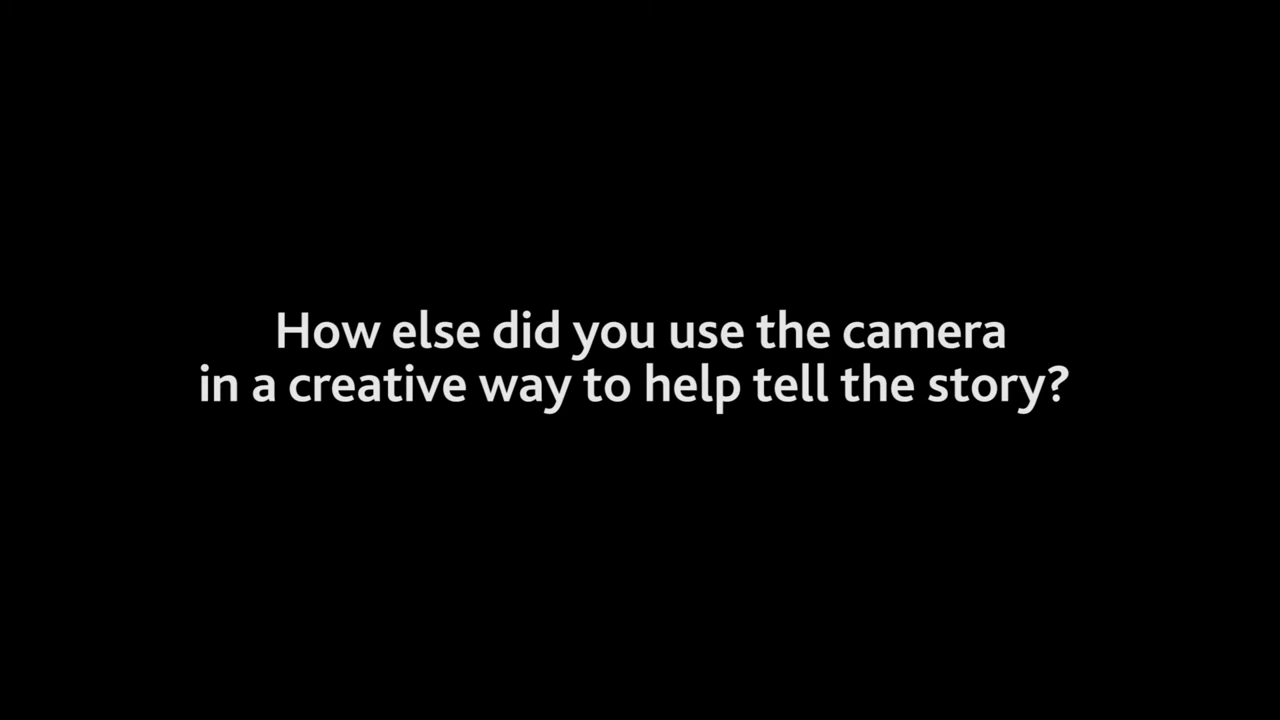 How else did you use the camera
in a creative way to help tell the story?